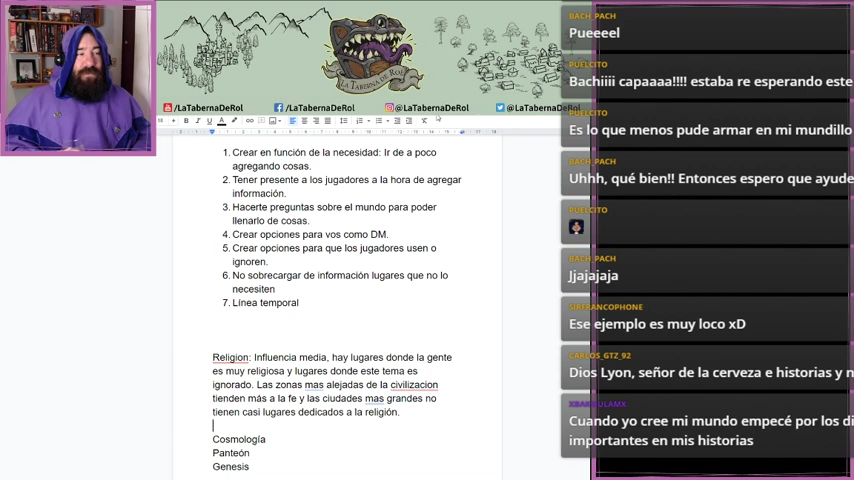 LA TABERNA DE ROL
/LaTabernaDeRol
/LaTabernaDeRol
@LaTabernaDeRol
@LaTabernaDeRol
1. Crear en función de la necesidad: Ir de a poco
agregando cosas.
2. Tener presente a los jugadores a la hora de agregar
información.
3. Hacerte preguntas sobre el mundo para poder
llenarlo de cosas.
4. Crear opciones para vos como DM.
5. Crear opciones para que los jugadores usen o
ignoren.
6. No sobrecargar de información lugares que no lo
necesiten
7. Línea temporal
Religion: Influencia media, hay lugares donde la gente
es muy religiosa y lugares donde este tema es
ignorado. Las zonas mas alejadas de la civilizacion
tienden más a la fe y las ciudades mas grandes no
tienen casi lugares dedicados a la religión.
Cosmología
Panteón
Genesis
BACH_PACH
Pueeeel
PUELCITO
Bachiiii capaaaa!!!! estaba re esperando este
PUELCITO
Es lo que menos pude armar en mi mundillo
BACH_PACH
Uhhh, qué bien!! Entonces espero que ayude
PUELCITO
BACH_PACH
Jjajajaja
SIRFRANCOPHONE
Ese ejemplo es muy loco xD
CARLOS_GTZ_92
Dios Lyon, señor de la cerveza e historias y n
Cuando yo cree mi mundo empecé por los di
importantes en mis historias